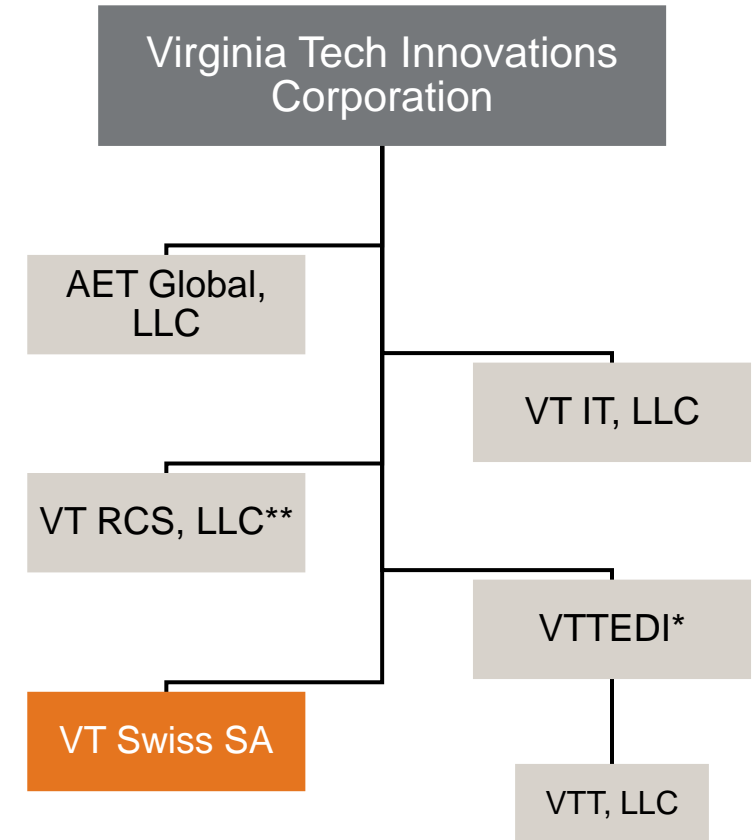 Virginia Tech Innovations
Corporation
AET Global,
LLC
VT IT, LLC
VT RCS, LLC**
VTTEDI*
VT Swiss SA
VTT, LLC